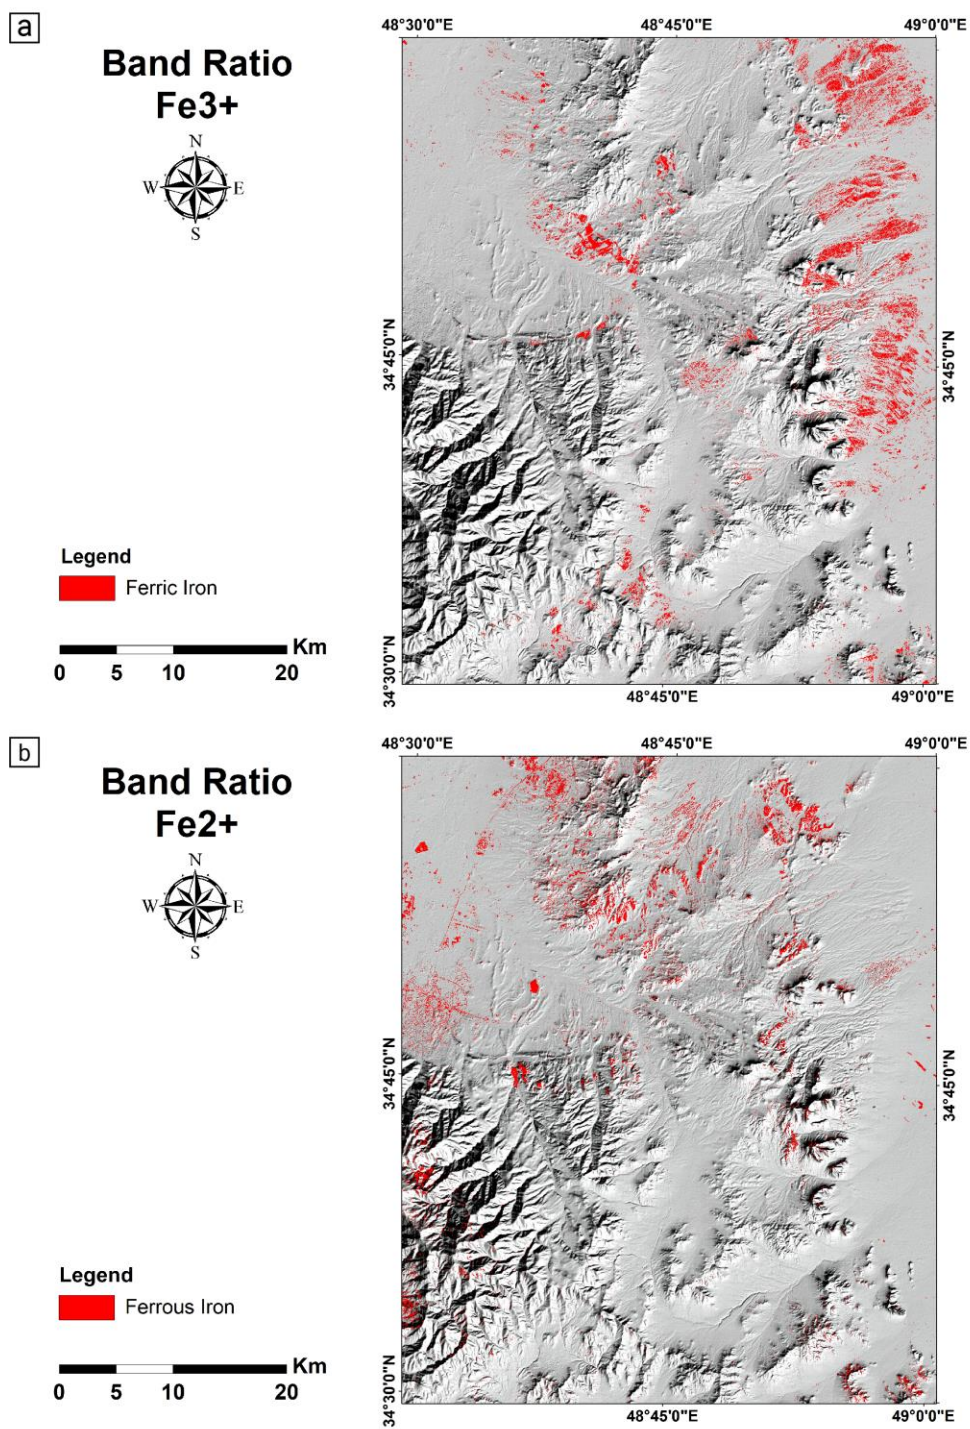 a
Band Ratio
Fe3+
N
W E
S
Legend
Ferric Iron
Km
0 5 10 20
48°30'0"E 48°45'0"E 49°0'0"E
34°45'0"N 34°45'0"N
34°30'0"N
48°45'0"E 49°0'0"E
b
Band Ratio
Fe2+
N
W E
S
Legend
Ferrous Iron
Km
0 5 10 20
48°30'0"E 48°45'0"E 49°0'0"E
34°45'0"N 34°45'0"N
34°30'0"N
48°45'0"E 49°0'0"E